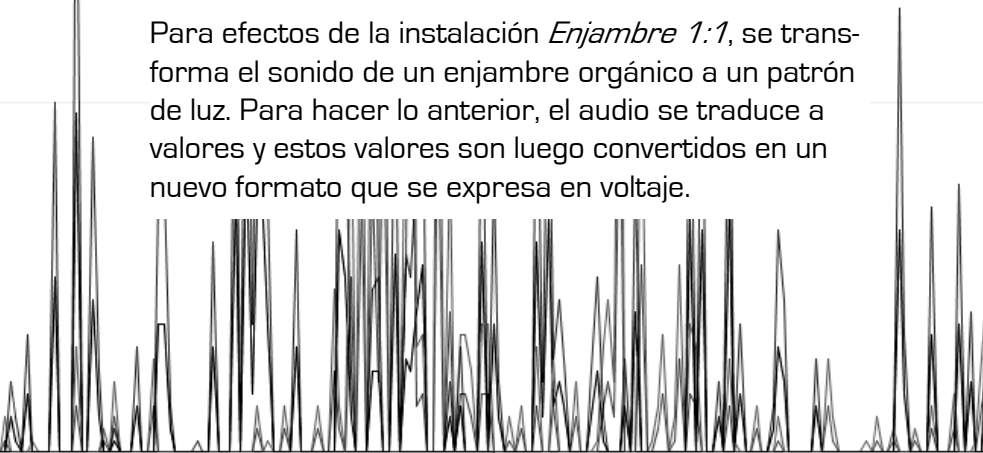 Para efectos de la instalación Enjambre 1:1, se trans-
forma el sonido de un enjambre orgánico a un patrón
de luz. Para hacer lo anterior, el audio se traduce a
valores y estos valores son luego convertidos en un
nuevo formato que se expresa en voltaje.